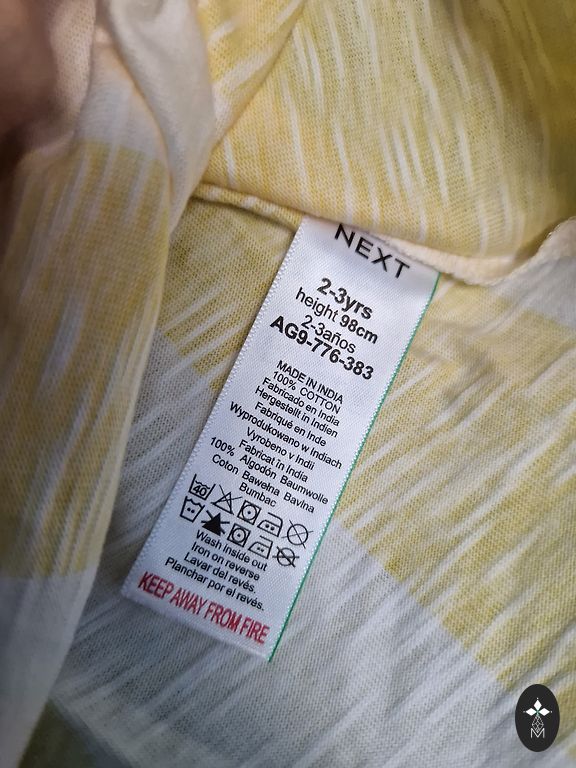 NEXT
2-3yrs
height 98cm
2-3años
AG9-776-383
MADE IN INDIA
100% COTTON
Fabricado en India
Hergestellt in Indien
Fabriqué en Inde
Wyprodukowano w Indiach
Vyrobeno v Indii
Fabricat în India
100% Algodón Baumwolle
Coton Bawełna Bavlna
Bumbac
40
Wash inside out
Iron on reverse
Lavar del revés.
Planchar por el revés.
KEEP AWAY FROM FIRE
M